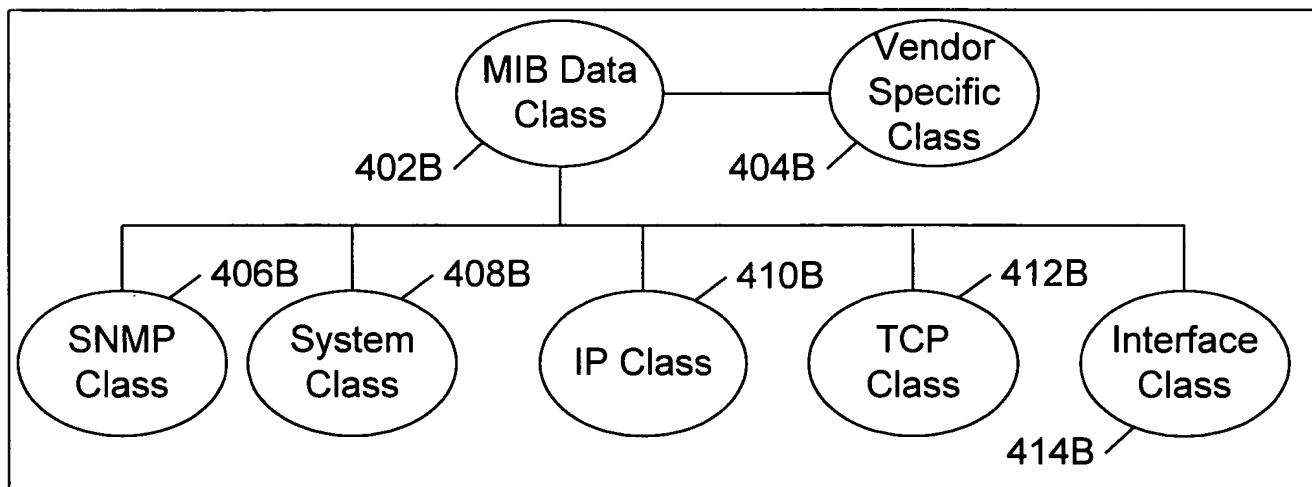 MIB Data
Class
Vendor
Specific
Class
402B
404B
406B
408B
410B
412B
SNMP
Class
System
Class
IP Class
TCP
Class
Interface
Class
414B